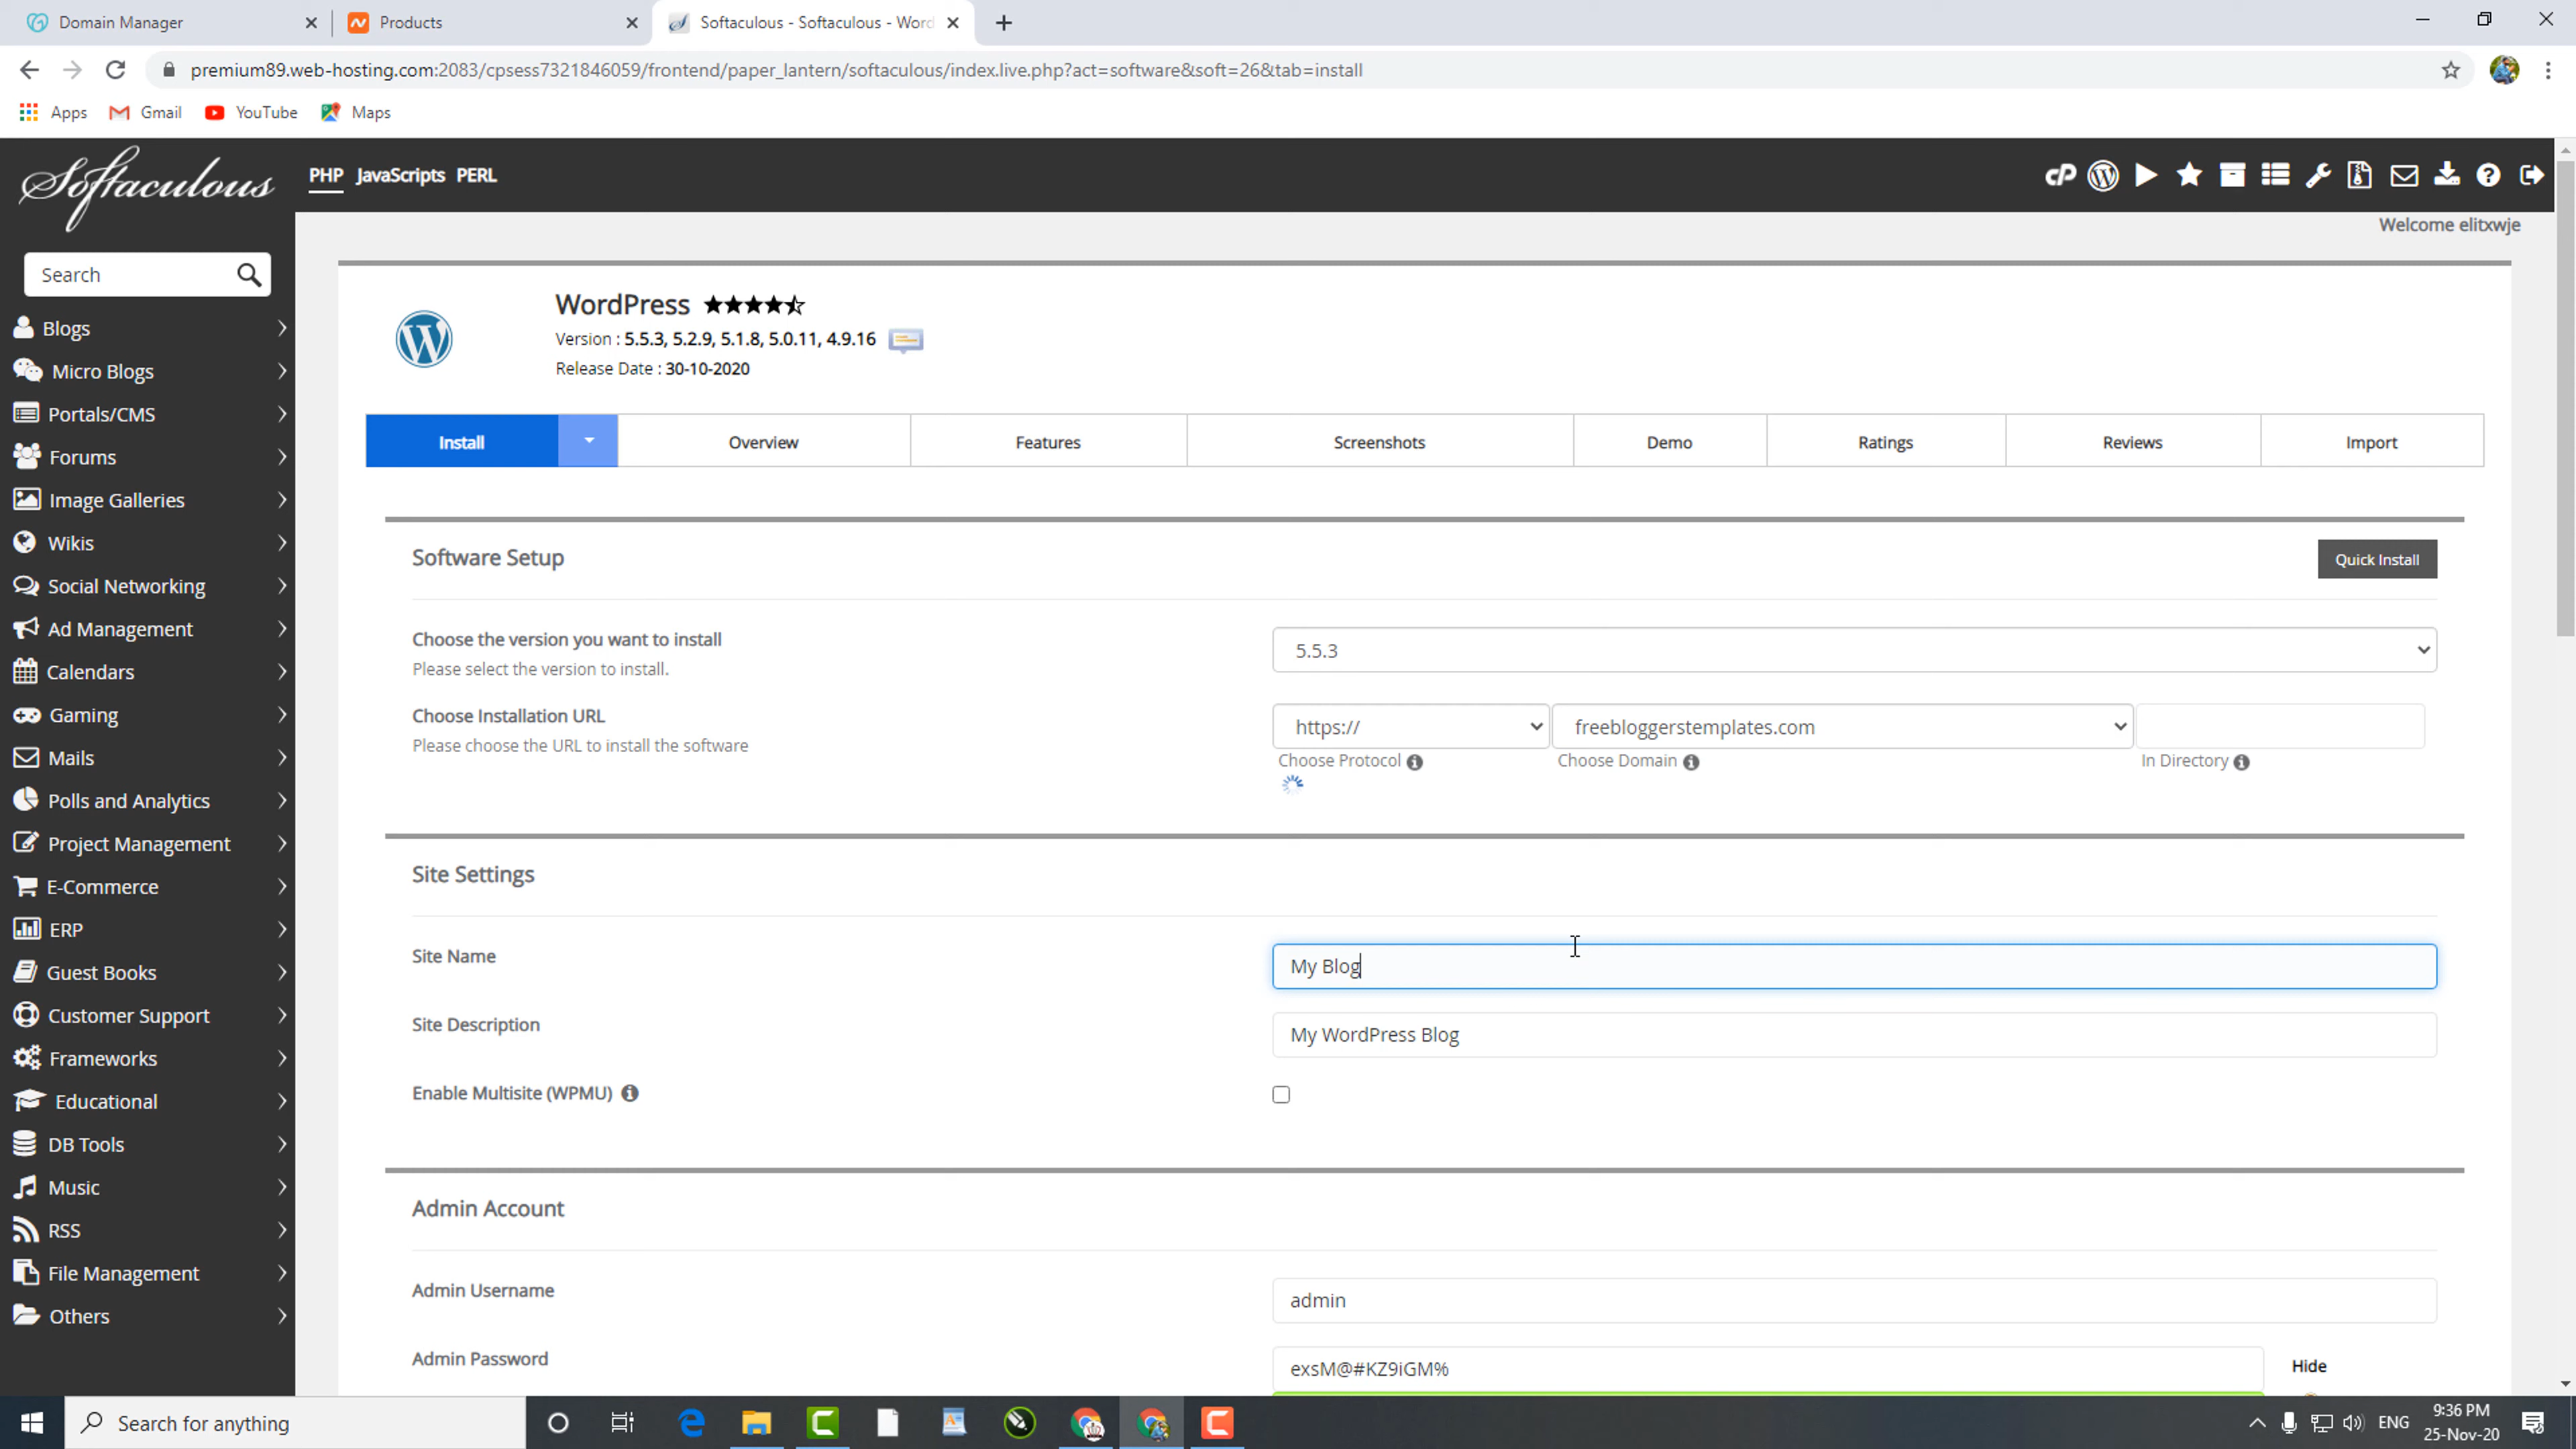 Domain Manager
Products
Softaculous - Softaculous - Word
premium89.web-hosting.com:2083/cpsess7321846059/frontend/paper_lantern/softaculous/index.live.php?act=software&soft=26&tab=install
Apps
Gmail
YouTube
Maps
Softaculous
PHP JavaScripts PERL
cP
Welcome elitxwje
Search
Blogs
Micro Blogs
Portals/CMS
Forums
Image Galleries
Wikis
Social Networking
Ad Management
Calendars
Gaming
Mails
Polls and Analytics
Project Management
E-Commerce
ERP
Guest Books
Customer Support
Frameworks
Educational
DB Tools
Music
RSS
File Management
Others
WordPress
Version : 5.5.3, 5.2.9, 5.1.8, 5.0.11, 4.9.16
Release Date : 30-10-2020
Install
Overview
Features
Screenshots
Demo
Ratings
Reviews
Import
Software Setup
Quick Install
Choose the version you want to install
Please select the version to install.
5.5.3
Choose Installation URL
Please choose the URL to install the software
https://
freebloggerstemplates.com
Choose Protocol
Choose Domain
In Directory
Site Settings
Site Name
My Blog
Site Description
My WordPress Blog
Enable Multisite (WPMU)
Admin Account
Admin Username
admin
Admin Password
exsM@#KZ9iGM%
Hide
Search for anything
ENG
9:36 PM
25-Nov-20